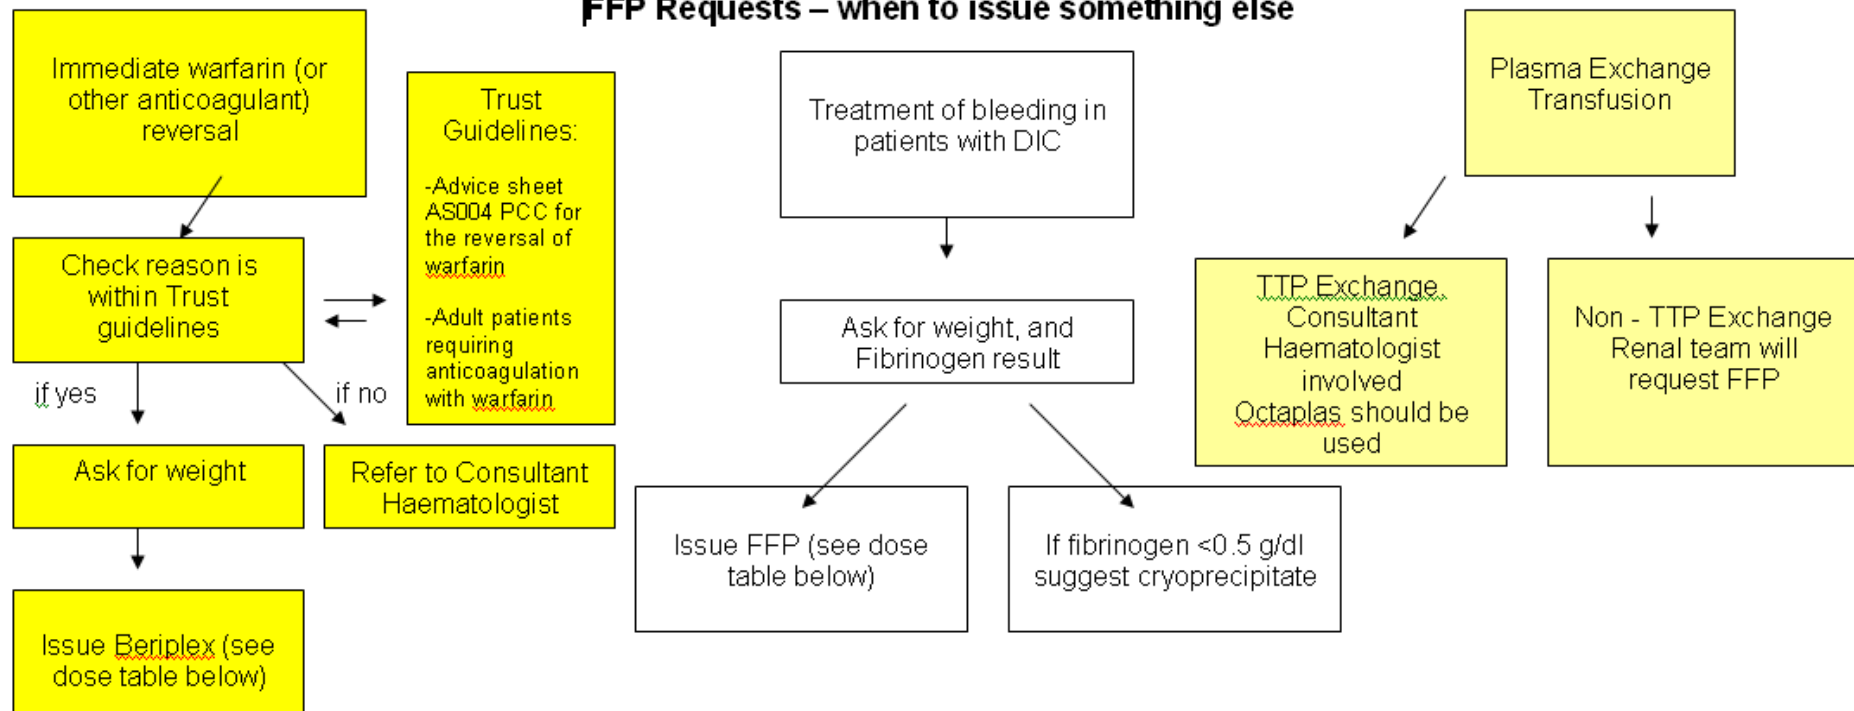 FFP Requests – when to issue something else
Immediate warfarin (or
other anticoagulant)
reversal
Check reason is
within Trust
guidelines
if yes
if no
Ask for weight
Refer to Consultant
Haematologist
Issue Beriplex (see
dose table below)
Trust
Guidelines:
-Advice sheet
AS004 PCC for
the reversal of
warfarin
-Adult patients
requiring
anticoagulation
with warfarin
Treatment of bleeding in
patients with DIC
Ask for weight, and
Fibrinogen result
Issue FFP (see dose
table below)
If fibrinogen <0.5 g/dl
suggest cryoprecipitate
Plasma Exchange
Transfusion
TTP Exchange.
Consultant
Haematologist
involved
Octaplas should be
used
Non - TTP Exchange
Renal team will
request FFP